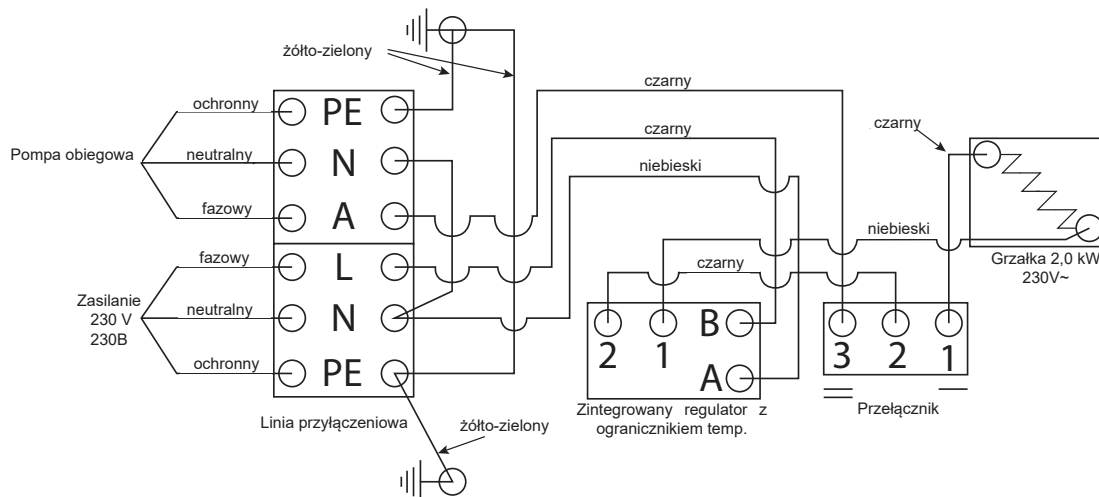 żółto-zielony
czarny
czarny
niebieski
czarny
ochronny
PE
Pompa obiegowa
neutralny
N
fazowy
A
niebieski
fazowy
L
czarny
Grzałka 2,0 kW
230V~
Zasilanie
230 V
230B
neutralny
N
ochronny
PE
2
1
B
A
3
2
1
Linia przyłączeniowa
Zintegrowany regulator z
ogranicznikiem temp.
Przełącznik
żółto-zielony